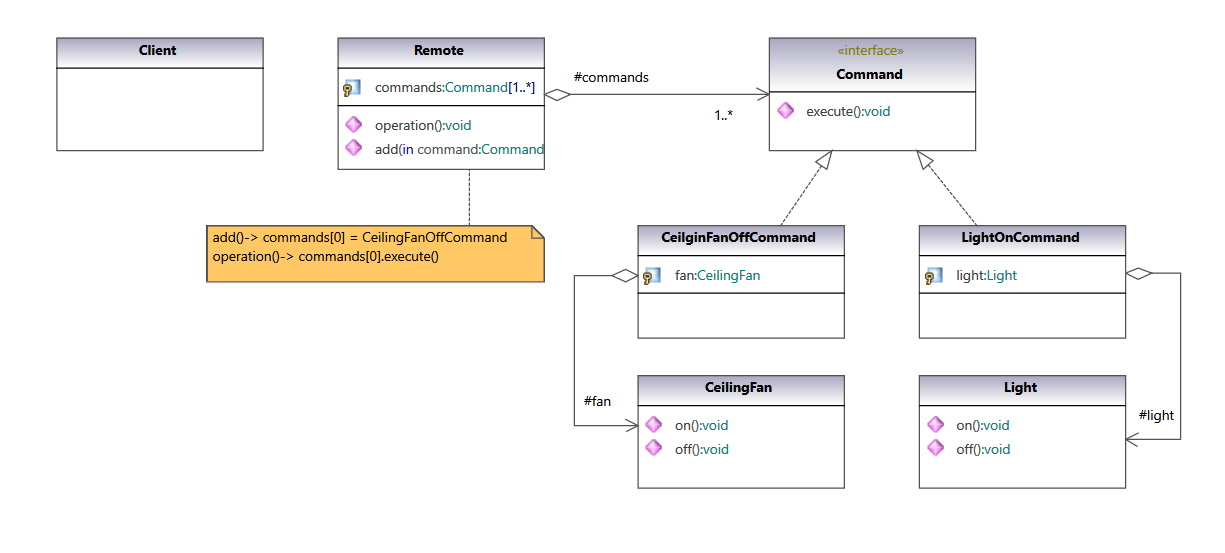 Client
Remote
commands:Command[1..*]
operation():void
add(in command:Command
#commands
1..*
«interface»
Command
execute():void
add()-> commands[0] = CeilingFanOffCommand
operation()-> commands[0].execute()
CeilginFanOffCommand
fan:CeilingFan
LightOnCommand
light:Light
#fan
CeilingFan
on():void
off():void
Light
on():void
off():void
#light